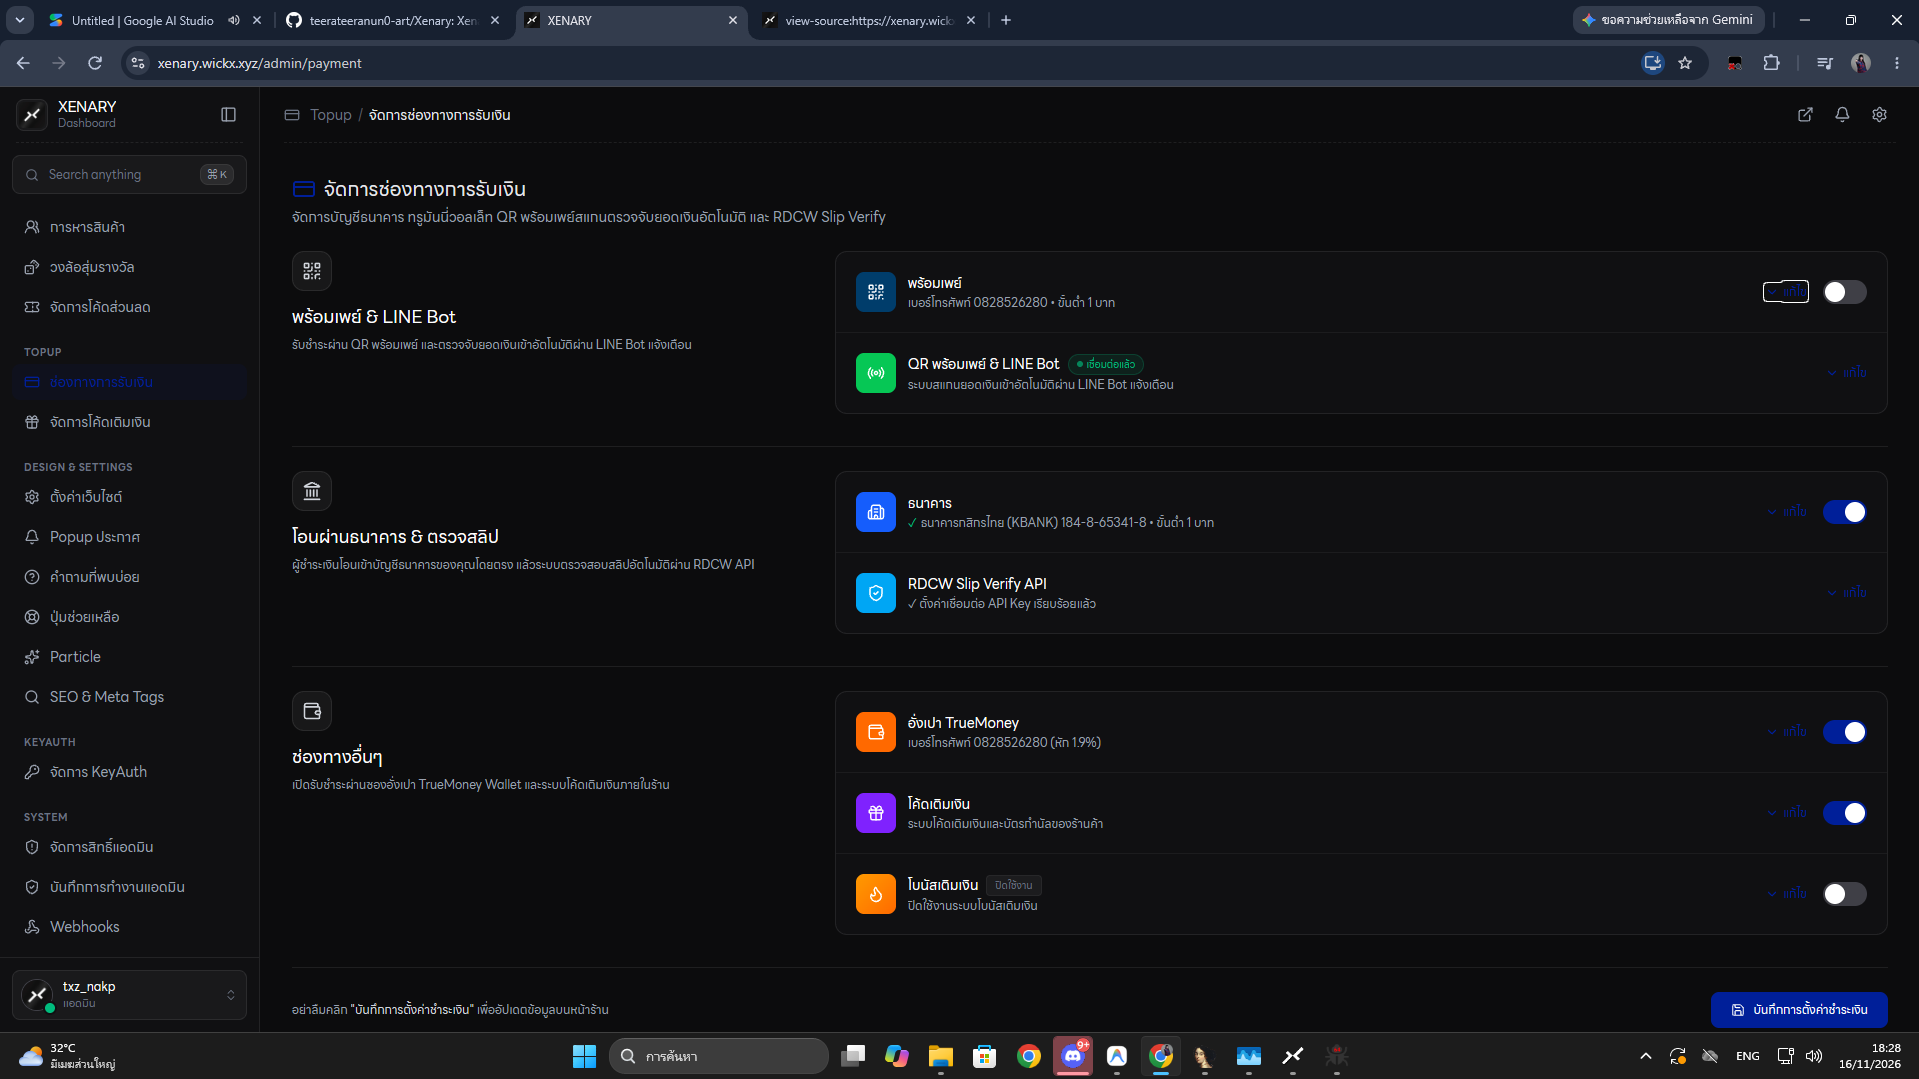 Untitled | Google AI Studio
teerateeranun0-art/Xenary: Xen
XENARY
view-source:https://xenary.wick
ขอความช่วยเหลือจาก Gemini
xenary.wickx.xyz/admin/payment
XENARY
Dashboard
Search anything
⌘ K
การหารสินค้า
วงล้อสุ่มรางวัล
จัดการโค้ดส่วนลด
TOPUP
ช่องทางการรับเงิน
จัดการโค้ดเติมเงิน
DESIGN & SETTINGS
ตั้งค่าเว็บไซต์
Popup ประกาศ
คำถามที่พบบ่อย
ปุ่มช่วยเหลือ
Particle
SEO & Meta Tags
KEYAUTH
จัดการ KeyAuth
SYSTEM
จัดการสิทธิ์แอดมิน
บันทึกการทำงานแอดมิน
Webhooks
txz_nakp
แอดมิน
Topup / จัดการช่องทางการรับเงิน
จัดการช่องทางการรับเงิน
จัดการบัญชีธนาคาร ทรูมันนี่วอลเล็ท QR พร้อมเพย์สแกนตรวจจับยอดเงินอัตโนมัติ และ RDCW Slip Verify
พร้อมเพย์ & LINE Bot
รับชำระผ่าน QR พร้อมเพย์ และตรวจจับยอดเงินเข้าอัตโนมัติผ่าน LINE Bot แจ้งเตือน
พร้อมเพย์
เบอร์โทรศัพท์ 0828526280 • ขั้นต่ำ 1 บาท
แก้ไข
QR พร้อมเพย์ & LINE Bot
เชื่อมต่อแล้ว
ระบบสแกนยอดเงินเข้าอัตโนมัติผ่าน LINE Bot แจ้งเตือน
แก้ไข
โอนผ่านธนาคาร & ตรวจสลิป
ผู้ชำระเงินโอนเข้าบัญชีธนาคารของคุณโดยตรง แล้วระบบตรวจสอบสลิปอัตโนมัติผ่าน RDCW API
ธนาคาร
✓ ธนาคารกสิกรไทย (KBANK) 184-8-65341-8 • ขั้นต่ำ 1 บาท
แก้ไข
RDCW Slip Verify API
✓ ตั้งค่าเชื่อมต่อ API Key เรียบร้อยแล้ว
แก้ไข
ช่องทางอื่นๆ
เปิดรับชำระผ่านซองอั่งเปา TrueMoney Wallet และระบบโค้ดเติมเงินภายในร้าน
อั่งเปา TrueMoney
เบอร์โทรศัพท์ 0828526280 (หัก 1.9%)
แก้ไข
โค้ดเติมเงิน
ระบบโค้ดเติมเงินและบัตรกำนัลของร้านค้า
แก้ไข
โบนัสเติมเงิน
ปิดใช้งาน
ปิดใช้งานระบบโบนัสเติมเงิน
แก้ไข
อย่าลืมคลิก "บันทึกการตั้งค่าชำระเงิน" เพื่ออัปเดตข้อมูลบนหน้าร้าน
บันทึกการตั้งค่าชำระเงิน
32°C
มีเมฆส่วนใหญ่
การค้นหา
9+
ENG
18:28
16/11/2026